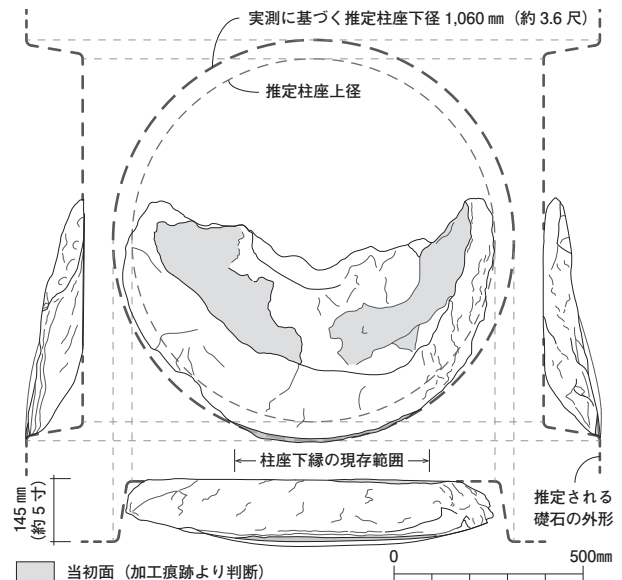 実測に基づく推定柱座下径 1,060 ㎜（約 3.6 尺）
推定柱座上径
柱座下縁の現存範囲
145 ㎜
（約 5 寸）
推定される
礎石の外形
当初面（加工痕跡より判断）
0 500㎜